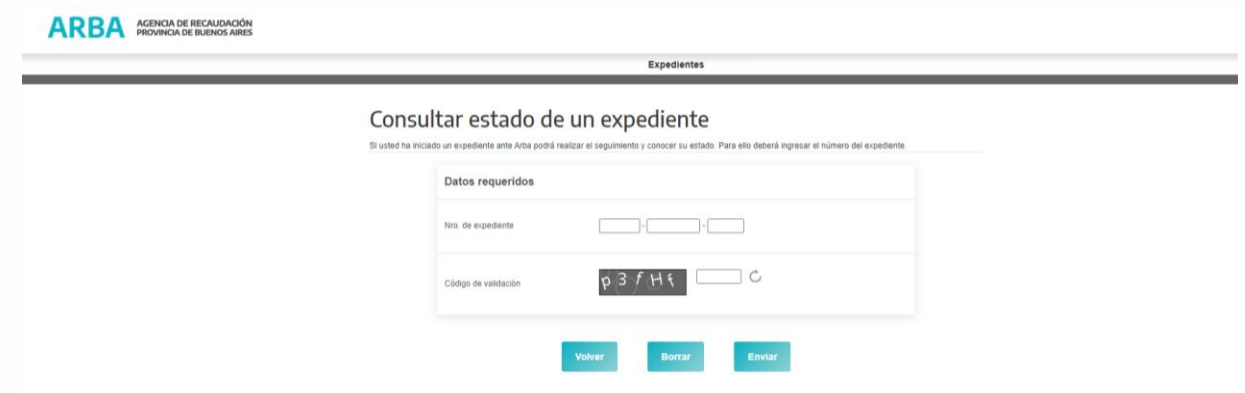 ARBA AGENCIA DE RECAUDACIÓN
PROVINCIA DE BUENOS AIRES
Expedientes
Consultar estado de un expediente
Si usted ha iniciado un expediente ante Arba podrá realizar el seguimiento y conocer su estado. Para ello deberá ingresar el número del expediente.
Datos requeridos
Nro. de expediente - -
Código de validación p3fHf
Volver Borrar Enviar